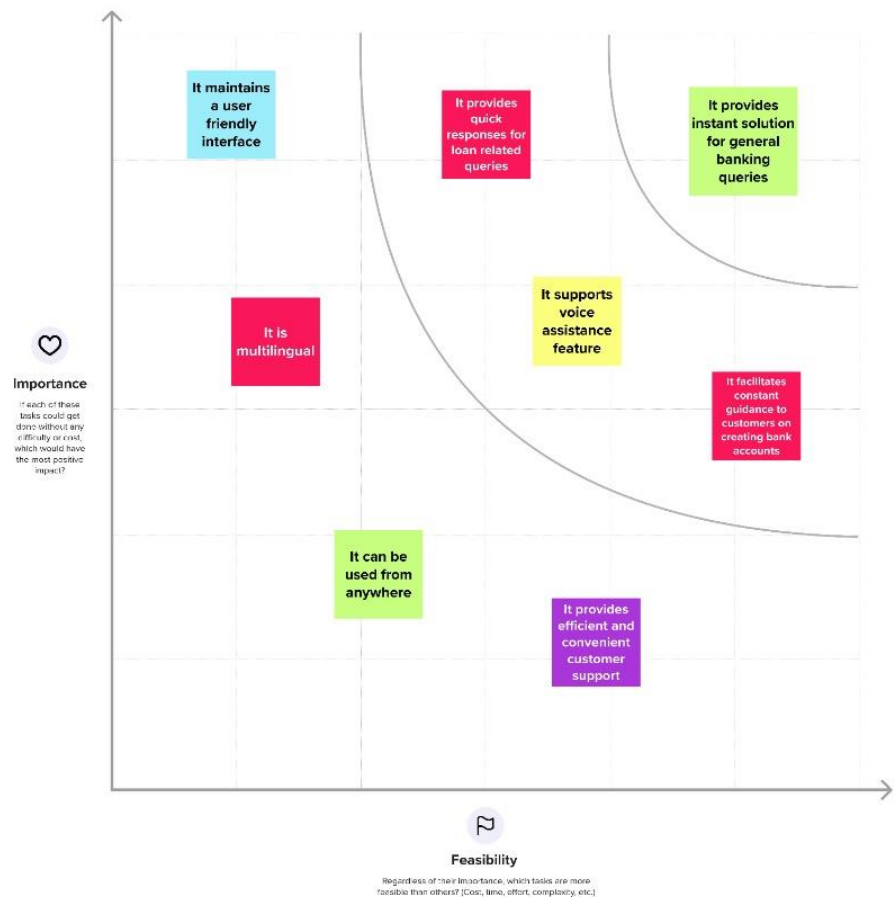 It maintains
a user
friendly
interface
It provides
quick
responses for
loan related
queries
It provides
instant solution
for general
banking
queries
It is
multilingual
It supports
voice
assistance
feature
It facilitates
constant
guidance to
customers on
creating bank
accounts
It can be
used from
anywhere
It provides
efficient and
convenient
customer
support
Importance
If each of these
tasks could get
done without any
difficulty or cost,
which would have
the most positive
impact?
Feasibility
Regardless of their importance, which tasks are more
feasible than others? (Cost, time, effort, complexity, etc.)